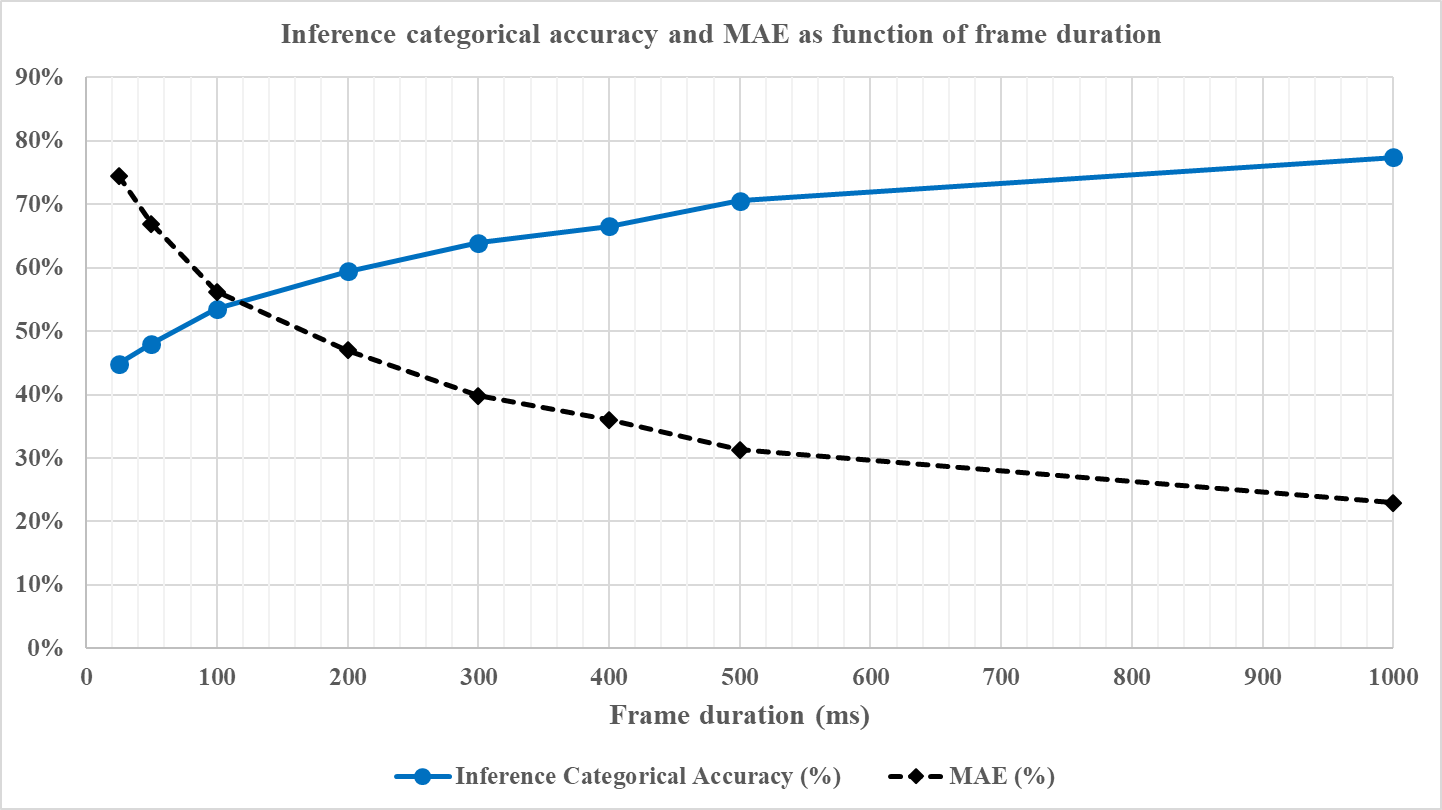 Inference categorical accuracy and MAE as function of frame duration
90%
80%
70%
60%
50%
40%
30%
20%
10%
0%
0 100 200 300 400 500 600 700 800 900 1000
Frame duration (ms)
Inference Categorical Accuracy (%) MAE (%)